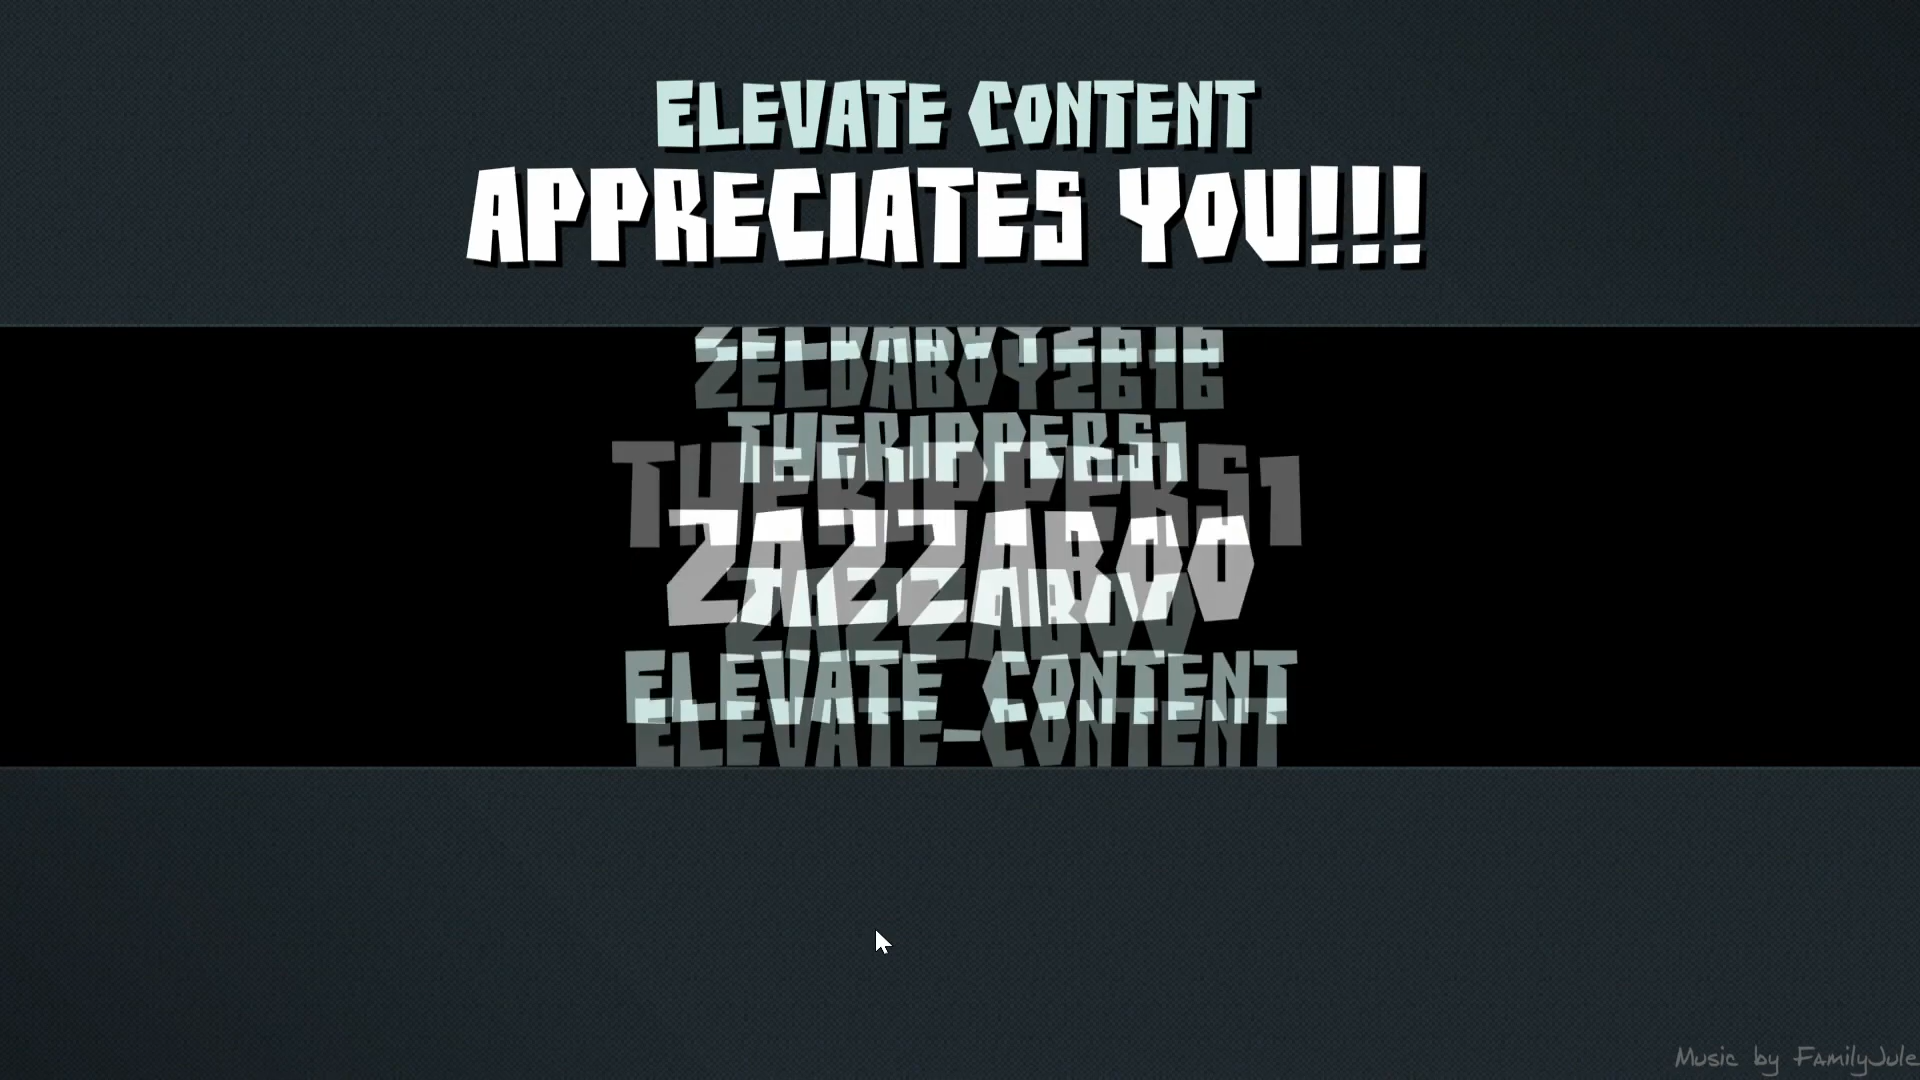 ELEVATE CONTENT
APPRECIATES YOU!!!
ZELDABOY2616
THERIPPERS1
ZAZZABOO
ELEVATE_CONTENT
Music by FamilyJule